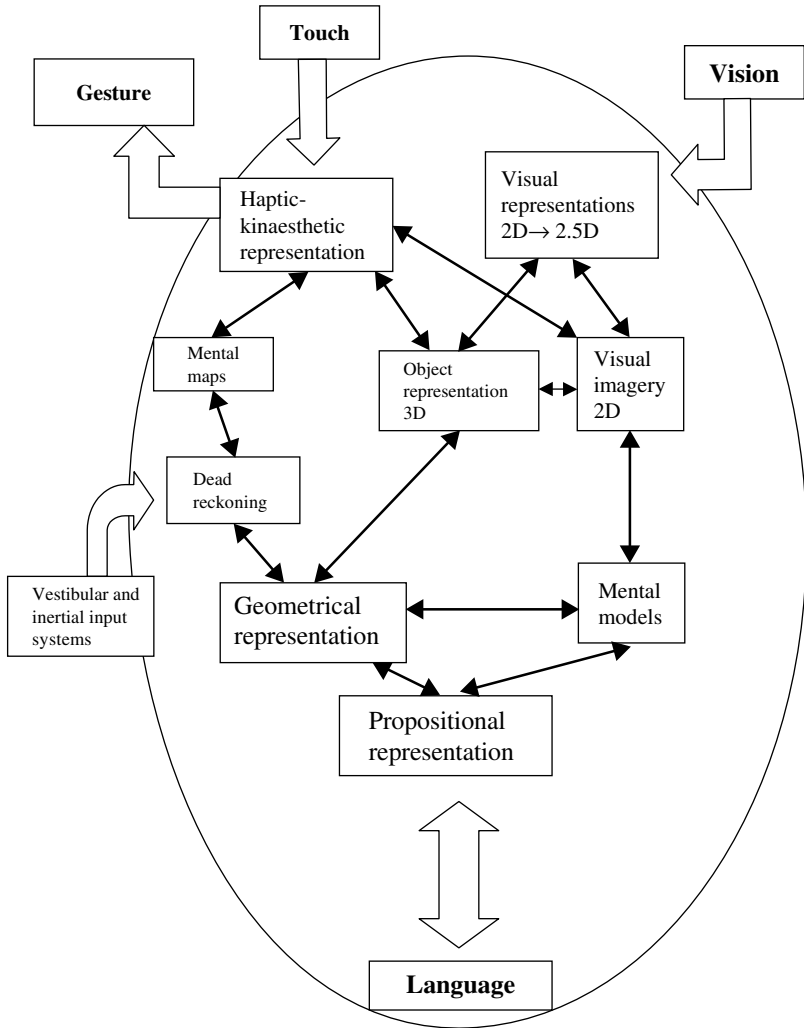 Touch
Gesture
Vision
Haptic-
kinaesthetic
representation
Visual
representations
2D→ 2.5D
Mental
maps
Object
representation
3D
Visual
imagery
2D
Dead
reckoning
Vestibular and
inertial input
systems
Geometrical
representation
Mental
models
Propositional
representation
Language